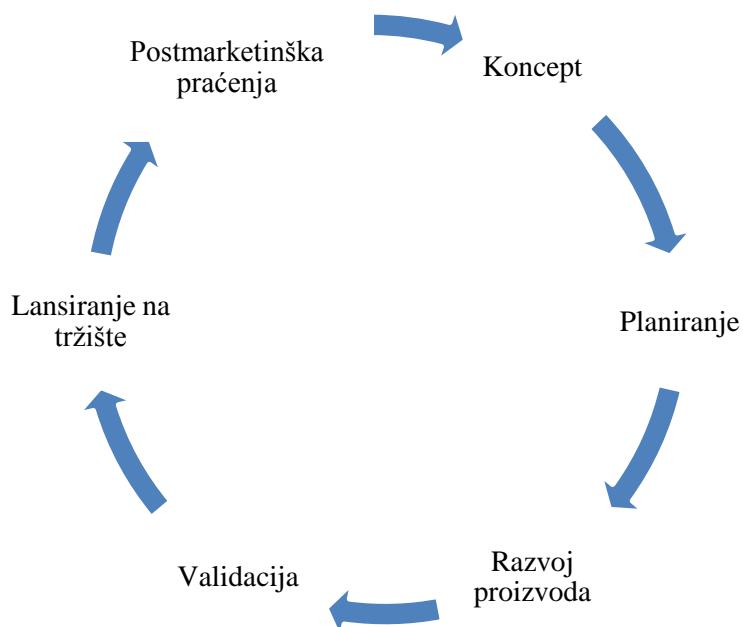 Postmarketinška
praćenja
Koncept
Planiranje
Razvoj
proizvoda
Validacija
Lansiranje na
tržište